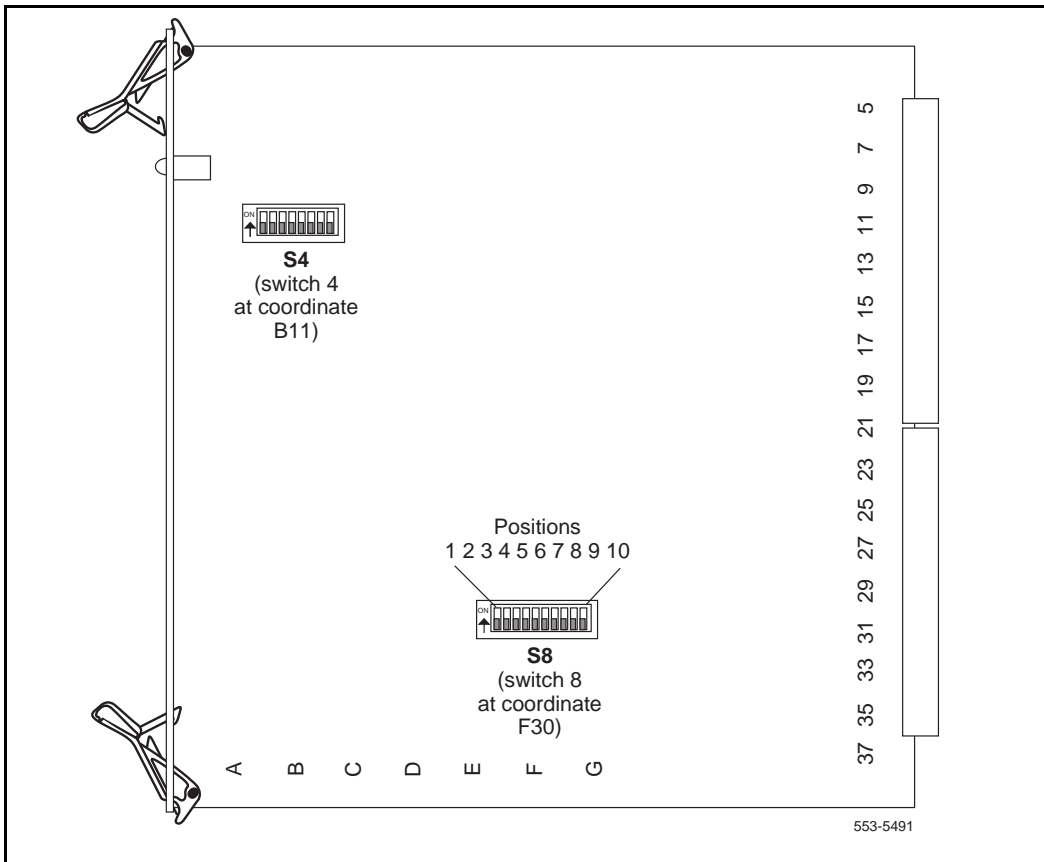 5
7
9
11
13
15
17
19
21
23
25
27
29
31
33
35
37
ON
S4
(switch 4
at coordinate
B11)
Positions
1 2 3 4 5 6 7 8 9 10
ON
S8
(switch 8
at coordinate
F30)
A B C D E F G
553-5491